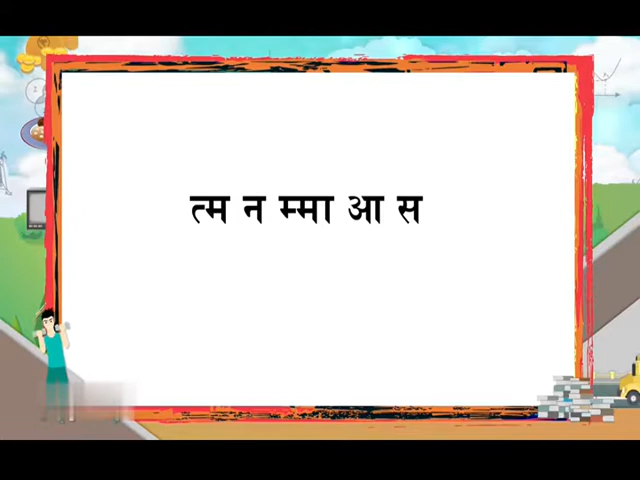 त्म न म्मा आ स